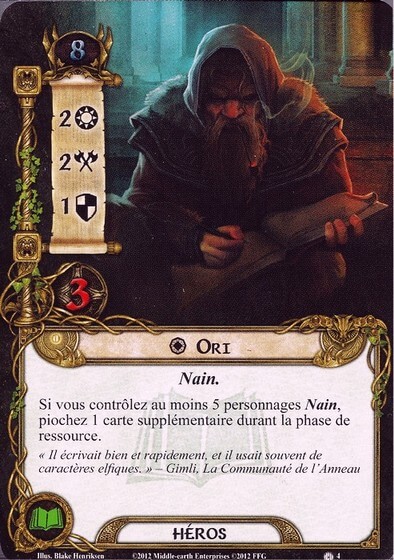 8
2
2
1
3
Ori
Nain.
Si vous contrôlez au moins 5 personnages Nain,
piochez 1 carte supplémentaire durant la phase de
ressource.
« Il écrivait bien et rapidement, et il usait souvent de
caractères elfiques. » – Gimli, La Communauté de l'Anneau
HÉROS
Illus. Blake Henriksen ©2012 Middle-earth Enterprises ©2012 FFG 4